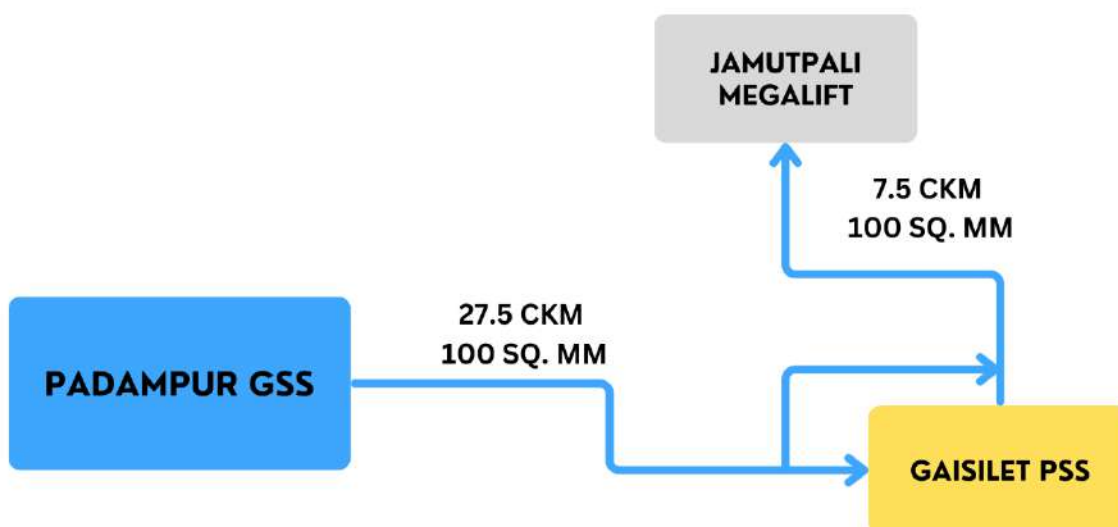 JAMUTPALI
MEGALIFT
7.5 CKM
100 SQ. MM
27.5 CKM
100 SQ. MM
PADAMPUR GSS
GAISILET PSS